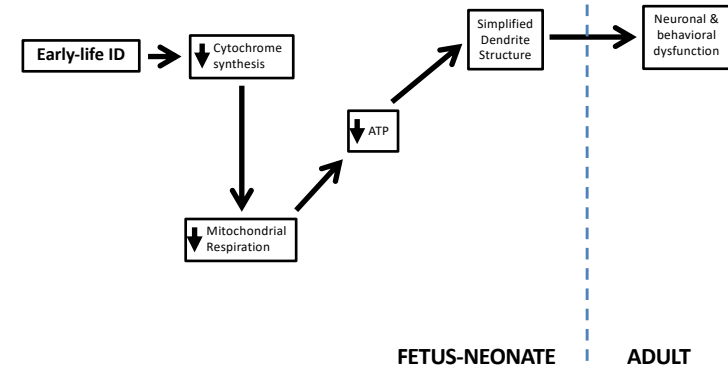 Early-life ID
Cytochrome
synthesis
Mitochondrial
Respiration
ATP
Simplified
Dendrite
Structure
Neuronal &
behavioral
dysfunction
FETUS-NEONATE
ADULT